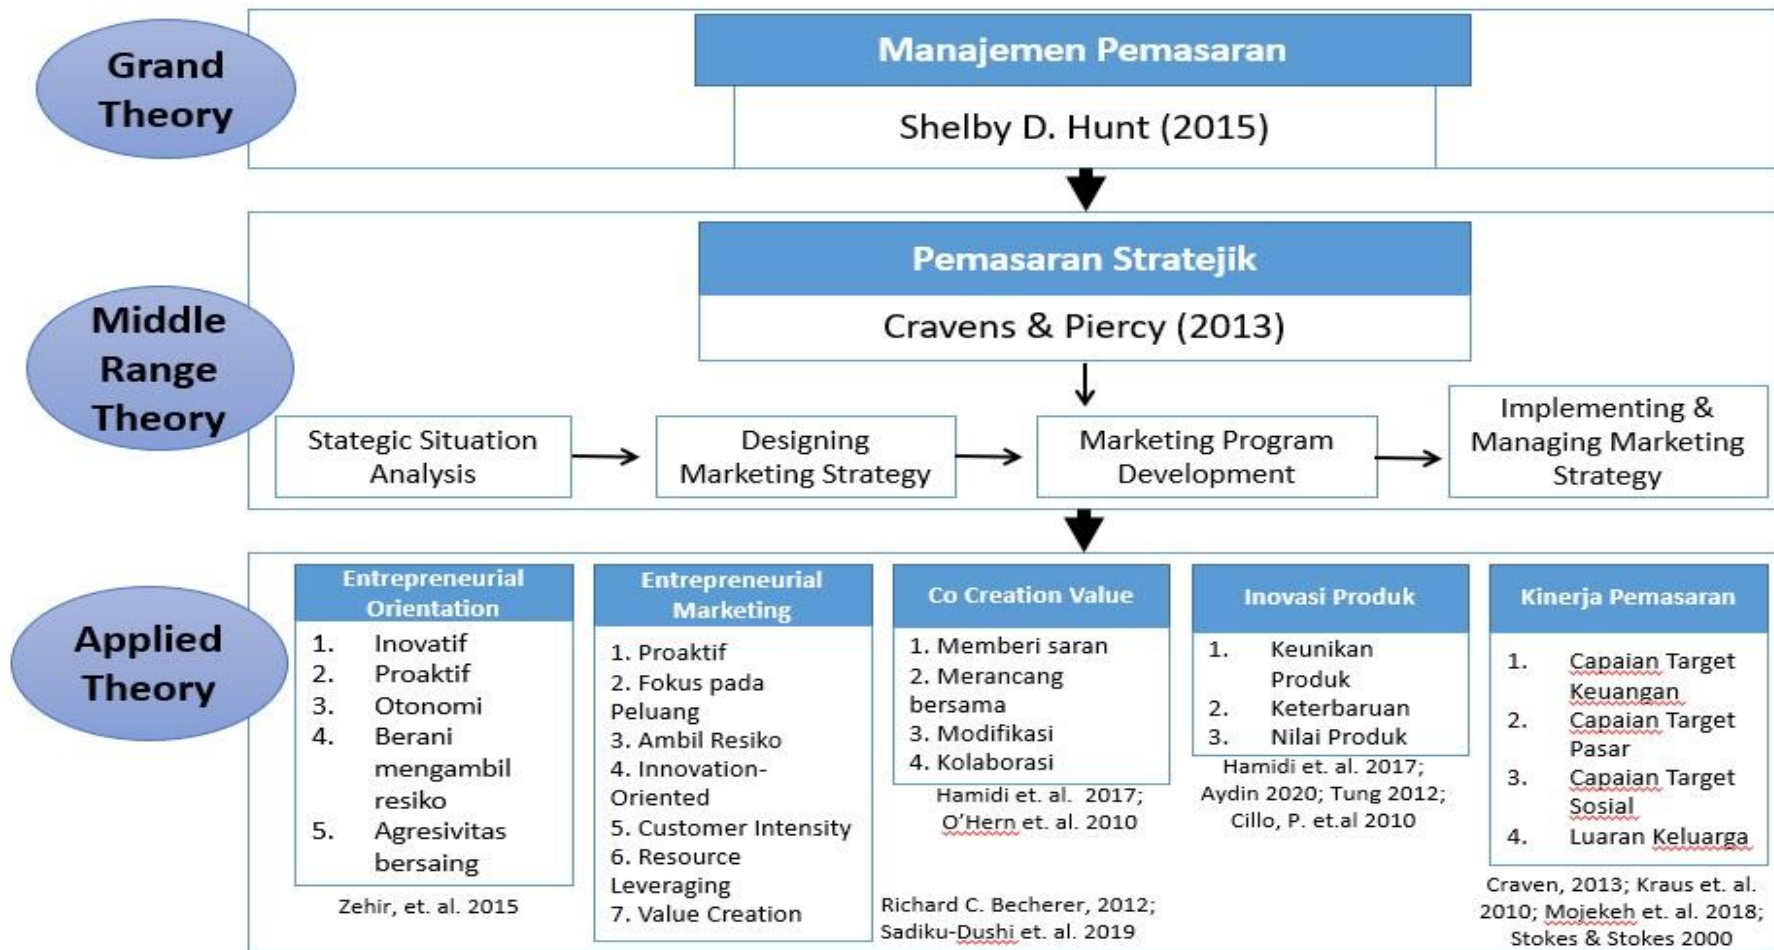 Grand
Theory
Manajemen Pemasaran
Shelby D. Hunt (2015)
Middle
Range
Theory
Pemasaran Stratejik
Cravens & Piercy (2013)
Stategic Situation
Analysis
Designing
Marketing Strategy
Marketing Program
Development
Implementing &
Managing Marketing
Strategy
Applied
Theory
Entrepreneurial
Orientation
1. Inovatif
2. Proaktif
3. Otonomi
4. Berani
mengambil
resiko
5. Agresivitas
bersaing
Zehir, et. al. 2015
Entrepreneurial
Marketing
1. Proaktif
2. Fokus pada
Peluang
3. Ambil Resiko
4. Innovation-
Oriented
5. Customer Intensity
6. Resource
Leveraging
7. Value Creation
Richard C. Becherer, 2012;
Sadiku-Dushi et. al. 2019
Co Creation Value
1. Memberi saran
2. Merancang
bersama
3. Modifikasi
4. Kolaborasi
Hamidi et. al. 2017;
O’Hern et. al. 2010
Inovasi Produk
1. Keunikan
Produk
2. Keterbaruan
3. Nilai Produk
Hamidi et. al. 2017;
Aydin 2020; Tung 2012;
Cillo, P. et.al 2010
Kinerja Pemasaran
1. Capaian Target
Keuangan
2. Capaian Target
Pasar
3. Capaian Target
Sosial
4. Luaran Keluarga
Craven, 2013; Kraus et. al.
2010; Mojekeh et. al. 2018;
Stokes & Stokes 2000